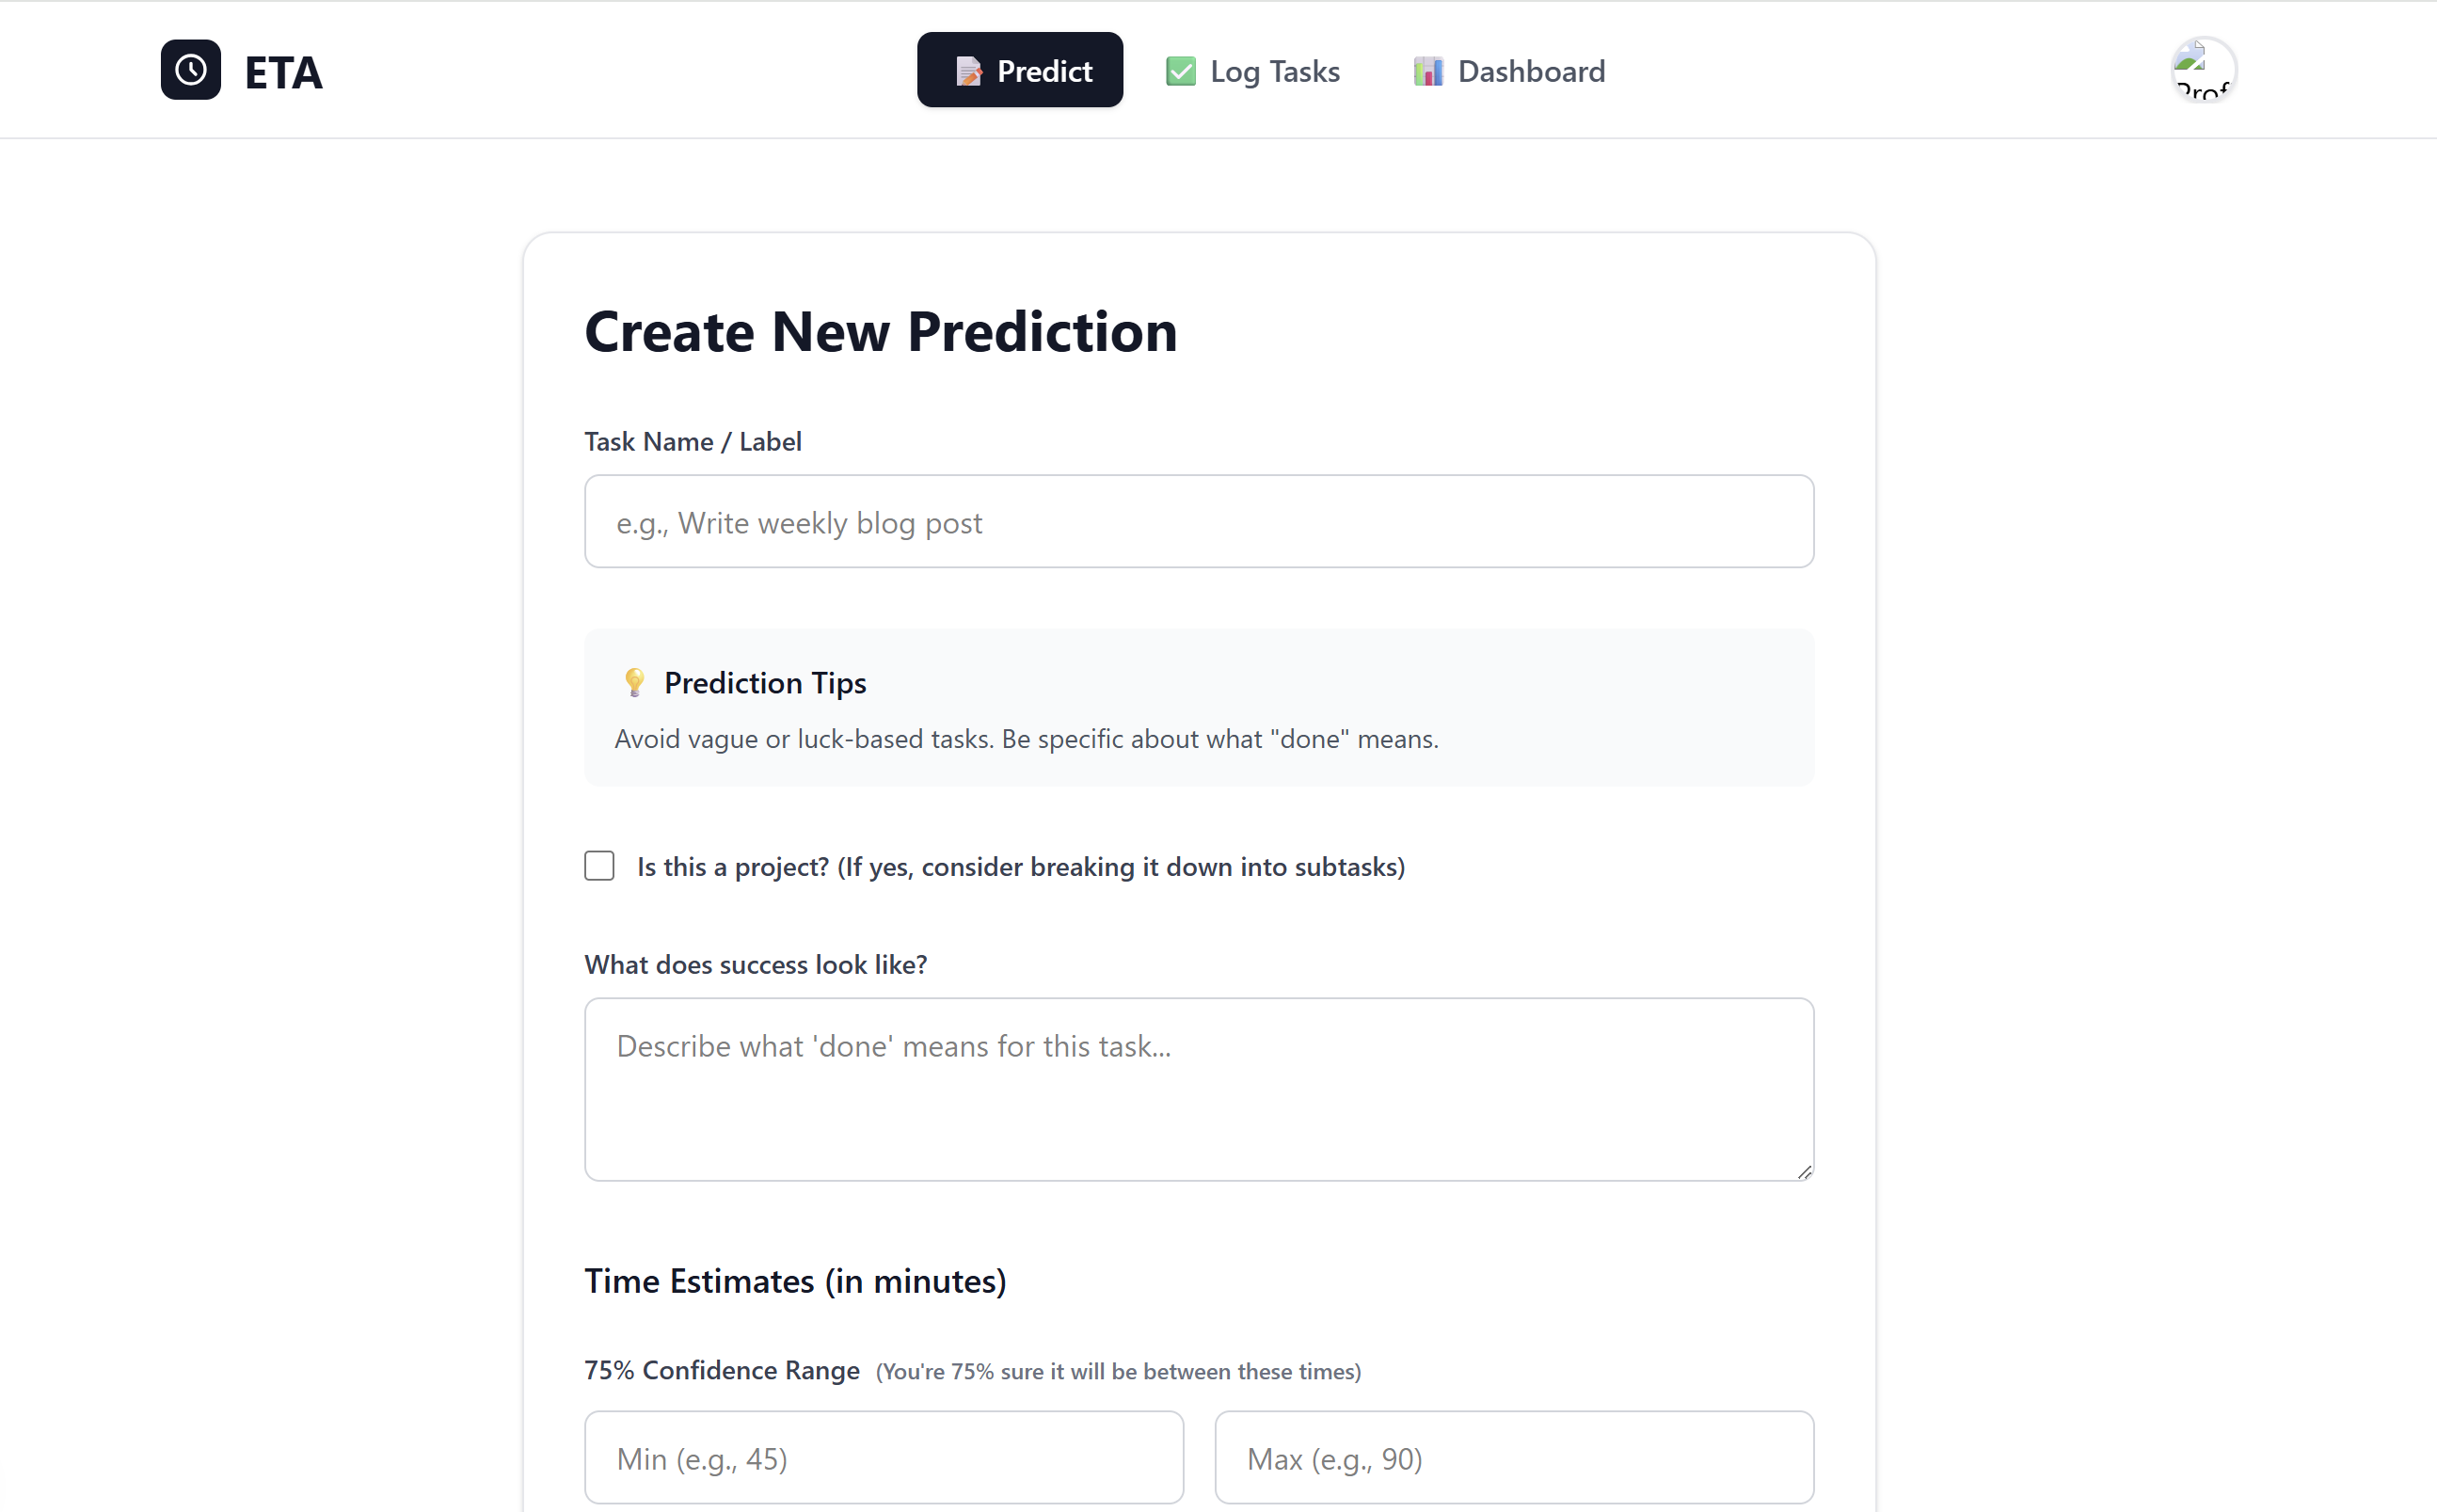 ETA
Predict
Log Tasks
Dashboard
Prof
Create New Prediction
Task Name / Label
e.g., Write weekly blog post
Prediction Tips
Avoid vague or luck-based tasks. Be specific about what "done" means.
Is this a project? (If yes, consider breaking it down into subtasks)
What does success look like?
Describe what 'done' means for this task...
Time Estimates (in minutes)
75% Confidence Range (You're 75% sure it will be between these times)
Min (e.g., 45)
Max (e.g., 90)